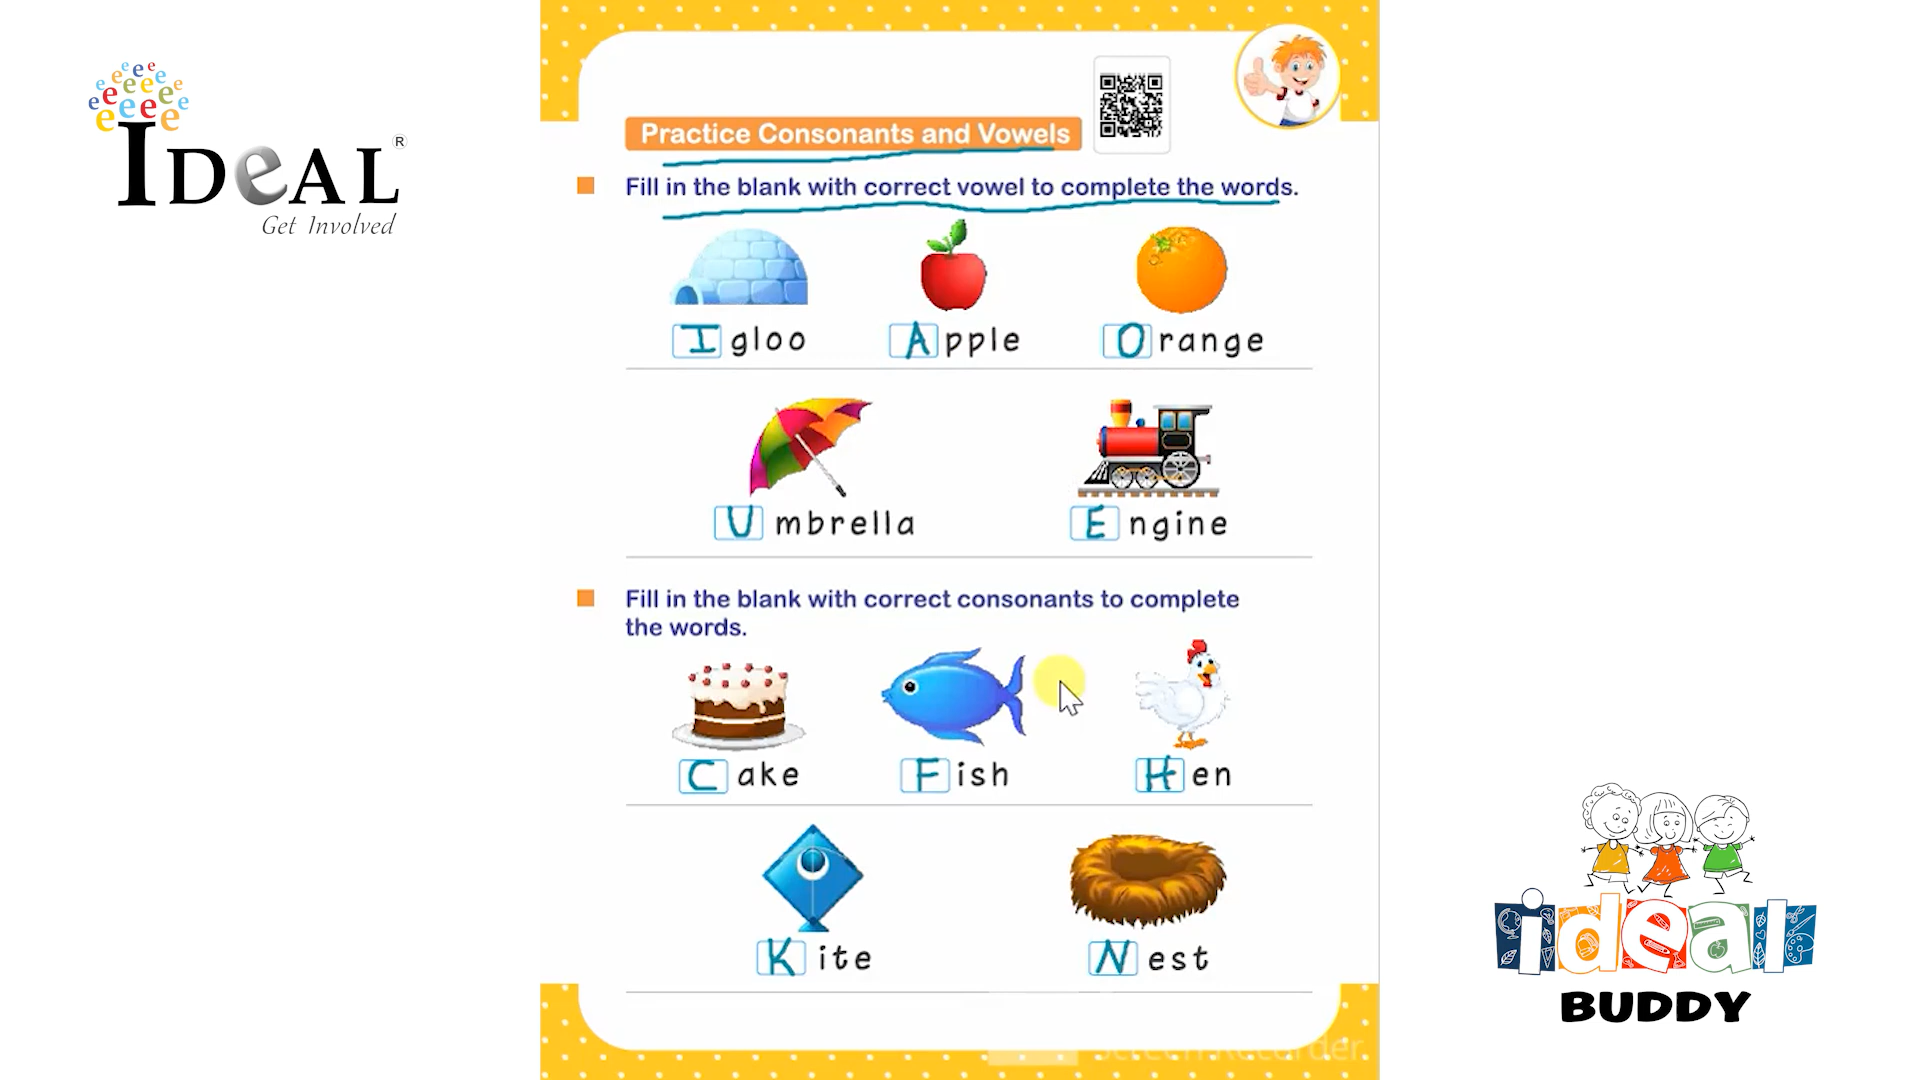 IDeAL ®
Get Involved
Practice Consonants and Vowels
Fill in the blank with correct vowel to complete the words.
Igloo Apple Orange
Umbrella Engine
Fill in the blank with correct consonants to complete
the words.
Cake Fish Hen
Kite Nest
ideal
BUDDY
Screen Recorder